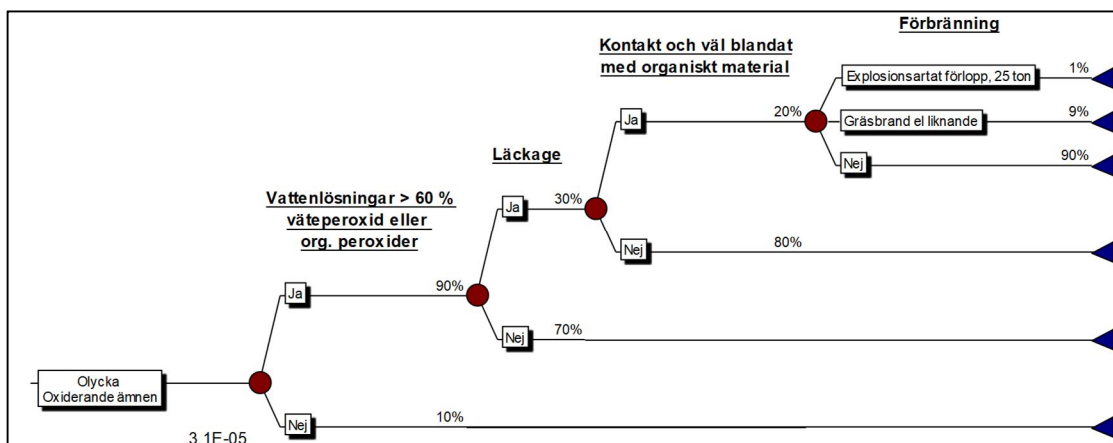 Förbränning
Kontakt och väl blandat
med organiskt material
Explosionsartat förlopp, 25 ton
1%
Ja
20%
Gräsbrand el liknande
9%
Läckage
Nej
90%
Vattenlösningar > 60 %
väteperoxid eller
org. peroxider
Ja
30%
Nej
80%
Ja
90%
Nej
70%
Olycka
Oxiderande ämnen
Nej
10%
3,1E-05